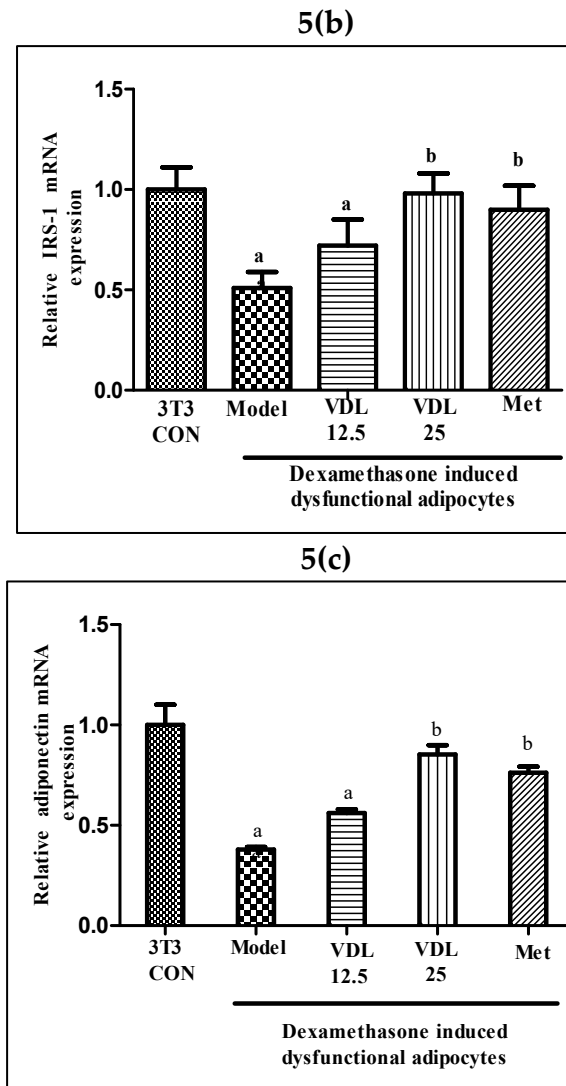 5(b)
Relative IRS-1 mRNA
expression
1.5
1.0
0.5
0.0
a
a
b
b
3T3
CON
Model
VDL
12.5
VDL
25
Met
Dexamethasone induced
dysfunctional adipocytes
5(c)
Relative adiponectin mRNA
expression
1.5
1.0
0.5
0.0
a
a
b
b
3T3
CON
Model
VDL
12.5
VDL
25
Met
Dexamethasone induced
dysfunctional adipocytes